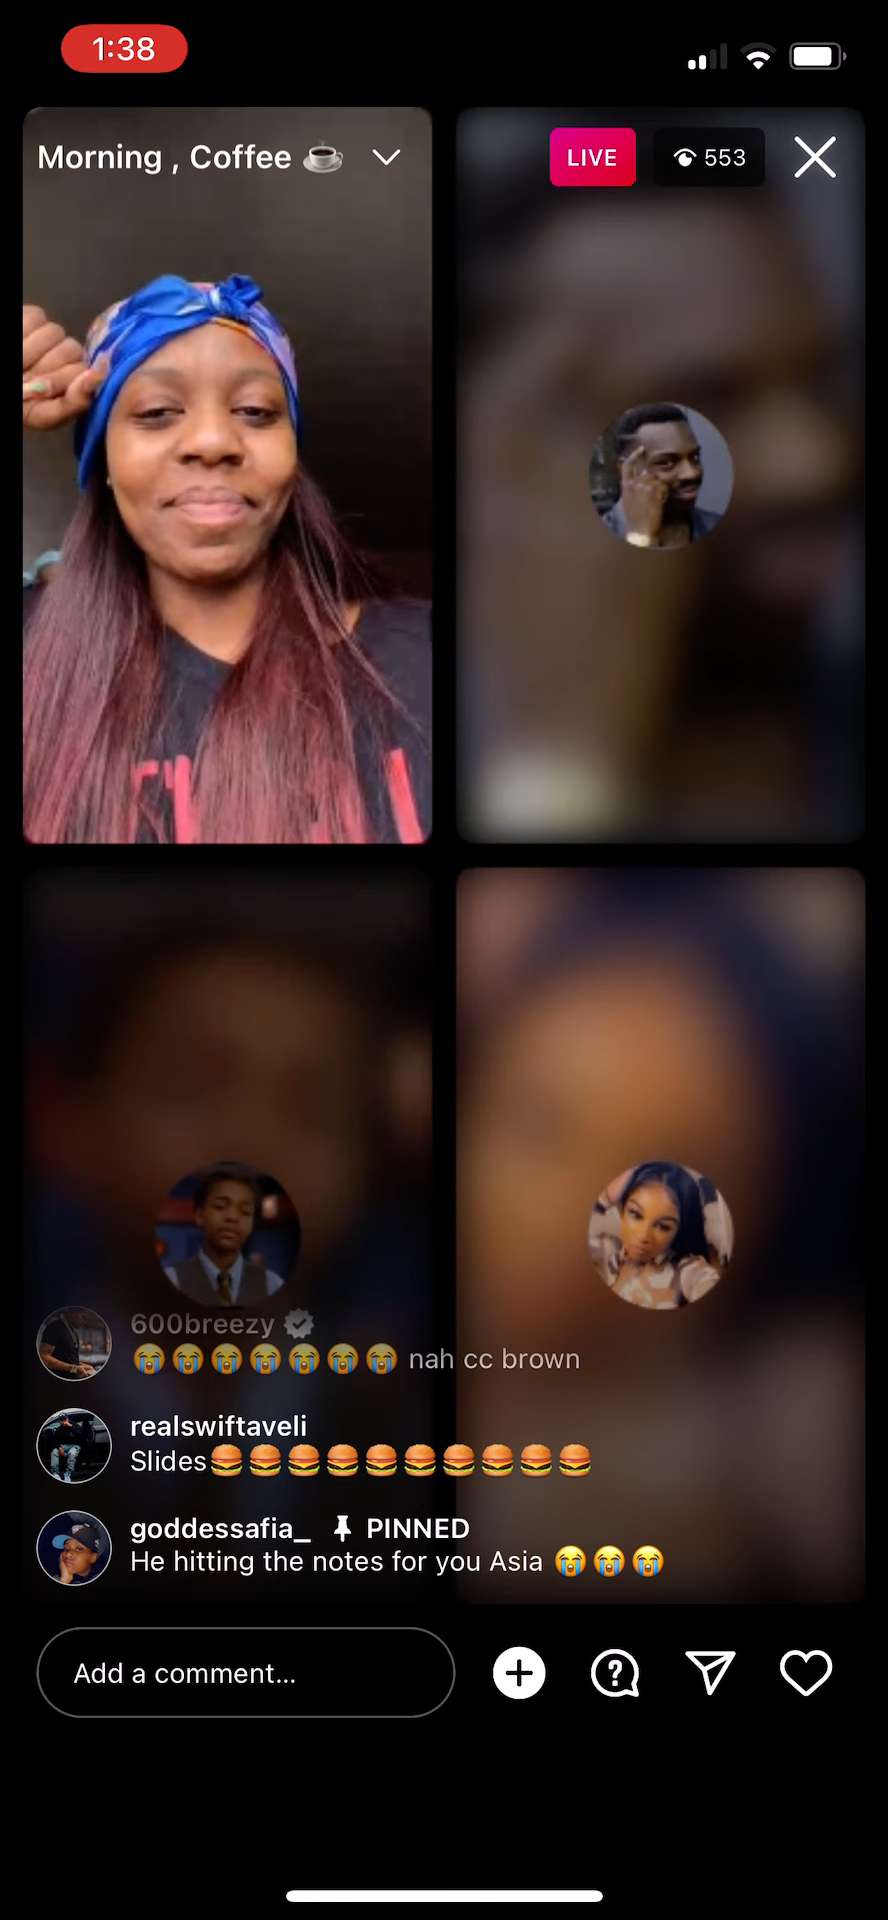 1:38
Morning , Coffee ☕
LIVE
553
600breezy
😭😭😭😭😭😭😭 nah cc brown
realswiftaveli
Slides🍔🍔🍔🍔🍔🍔🍔🍔🍔🍔
goddessafia_ 📌 PINNED
He hitting the notes for you Asia 😭😭😭
Add a comment...